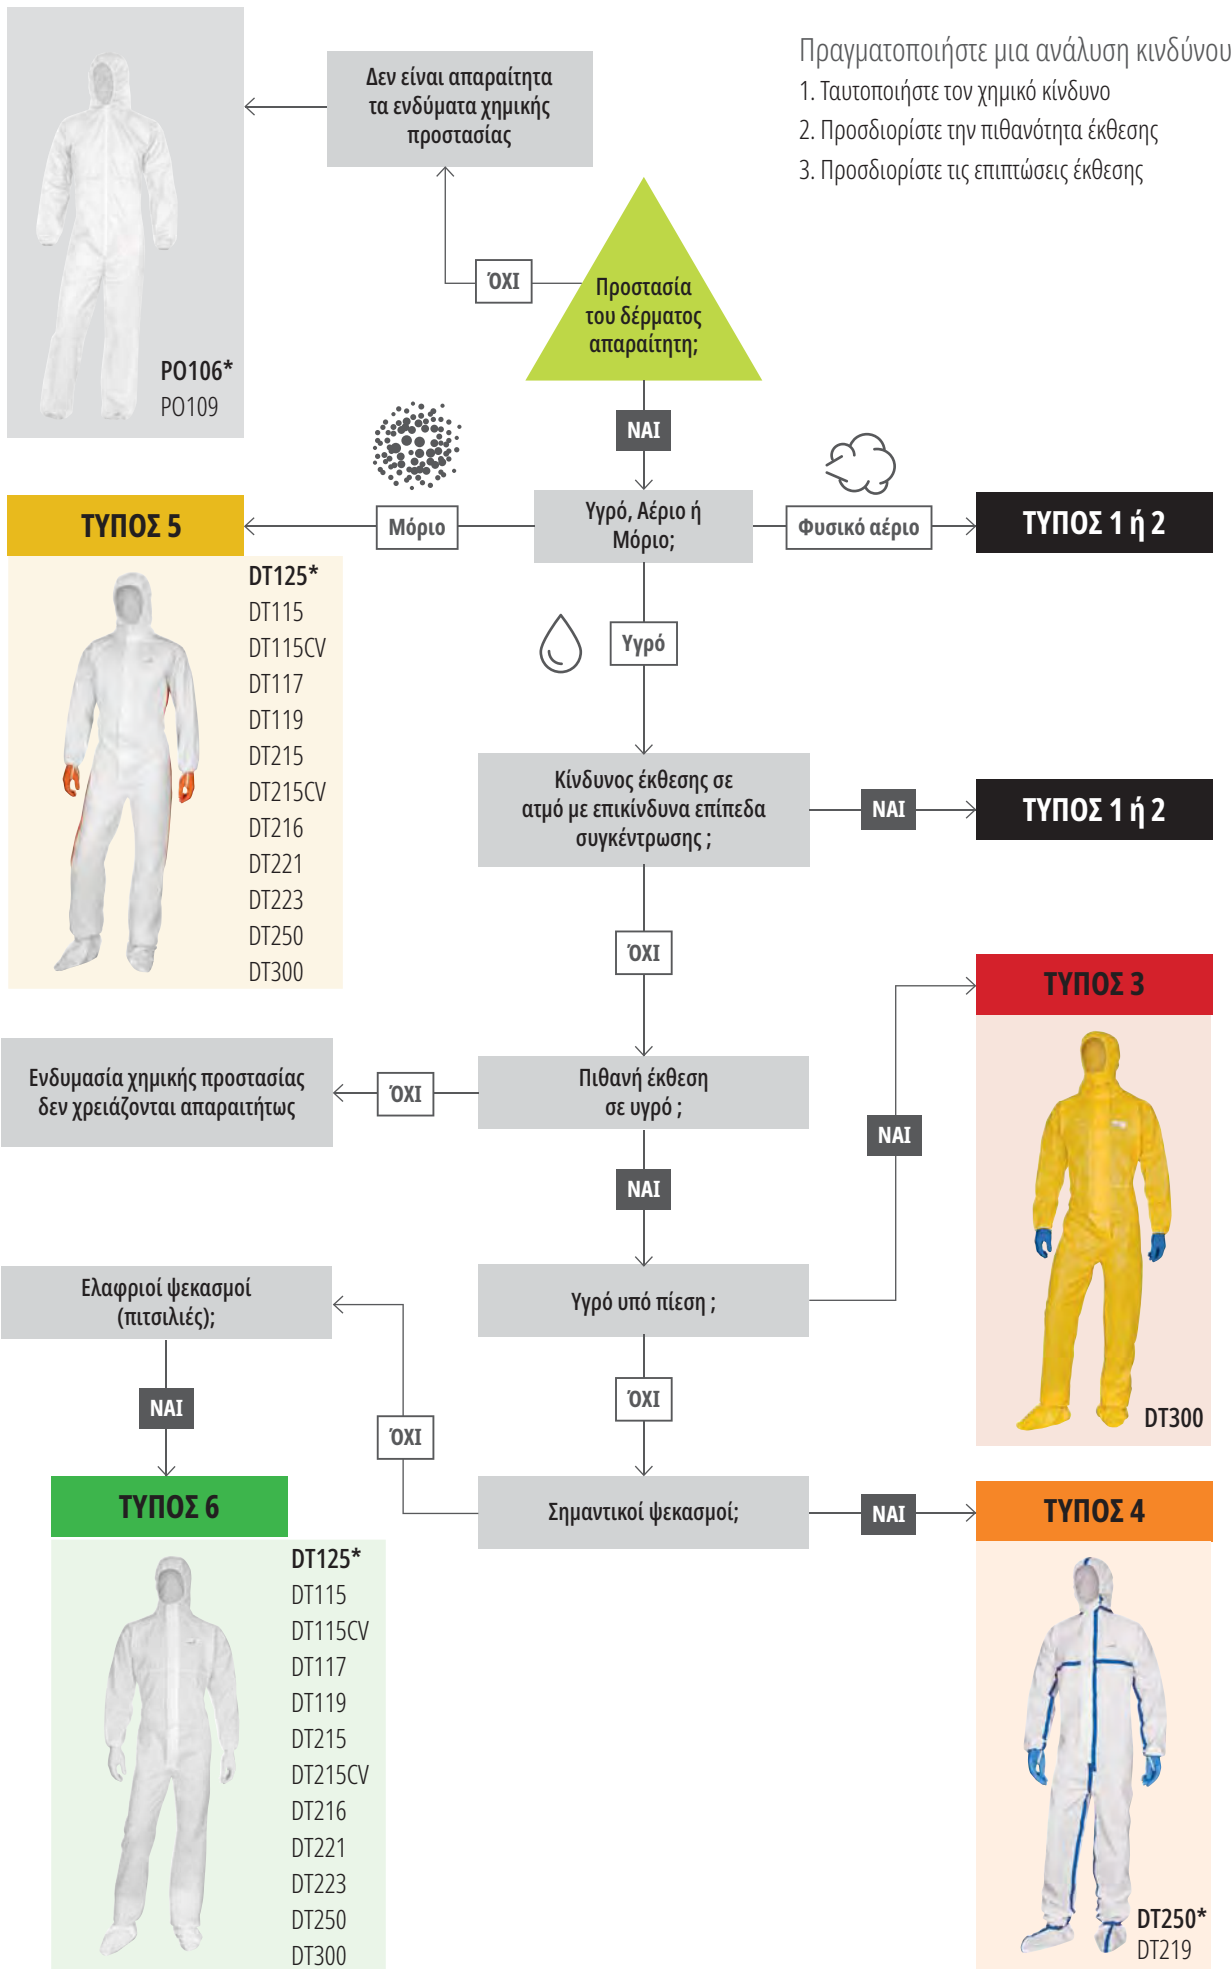 Πραγματοποιήστε μια ανάλυση κινδύνου
1. Ταυτοποιήστε τον χημικό κίνδυνο
2. Προσδιορίστε την πιθανότητα έκθεσης
3. Προσδιορίστε τις επιπτώσεις έκθεσης
Δεν είναι απαραίτητα
τα ενδύματα χημικής
προστασίας
ΌΧΙ
Προστασία
του δέρματος
απαραίτητη;
PO106*
PO109
ΝΑΙ
ΤΥΠΟΣ 5
Μόριο
Υγρό, Αέριο ή
Μόριο;
Φυσικό αέριο
ΤΥΠΟΣ 1 ή 2
DT125*
DT115
DT115CV
DT117
DT119
DT215
DT215CV
DT216
DT221
DT223
DT250
DT300
Υγρό
Κίνδυνος έκθεσης σε
ατμό με επικίνδυνα επίπεδα
συγκέντρωσης ;
ΝΑΙ
ΤΥΠΟΣ 1 ή 2
ΌΧΙ
ΤΥΠΟΣ 3
Ενδυμασία χημικής προστασίας
δεν χρειάζονται απαραιτήτως
ΌΧΙ
Πιθανή έκθεση
σε υγρό ;
ΝΑΙ
ΝΑΙ
Ελαφριοί ψεκασμοί
(πιτσιλιές);
Υγρό υπό πίεση ;
ΝΑΙ
ΌΧΙ
ΌΧΙ
DT300
ΤΥΠΟΣ 6
Σημαντικοί ψεκασμοί;
ΝΑΙ
ΤΥΠΟΣ 4
DT125*
DT115
DT115CV
DT117
DT119
DT215
DT215CV
DT216
DT221
DT223
DT250
DT300
DT250*
DT219